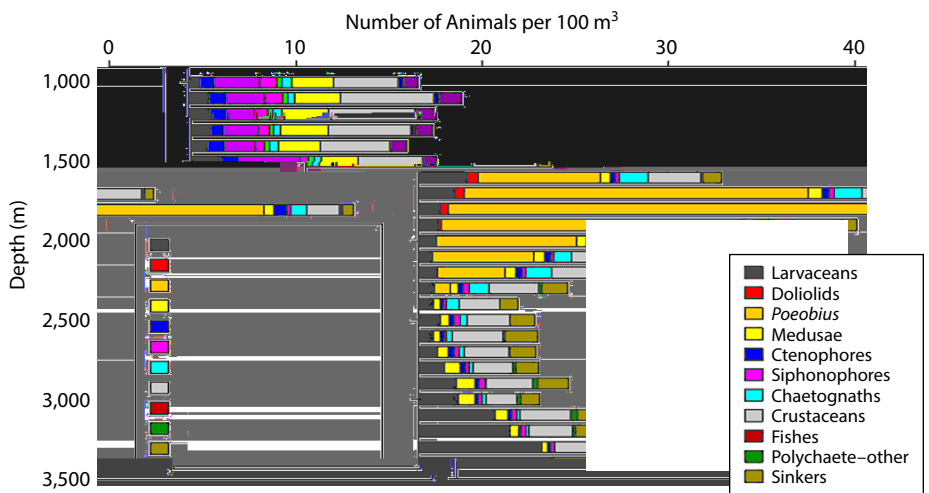 Number of Animals per 100 m³
0 10 20 30 40
Depth (m)
1,000
1,500
2,000
2,500
3,000
3,500
Larvaceans
Doliolids
Poeobius
Medusae
Ctenophores
Siphonophores
Chaetognaths
Crustaceans
Fishes
Polychaete–other
Sinkers